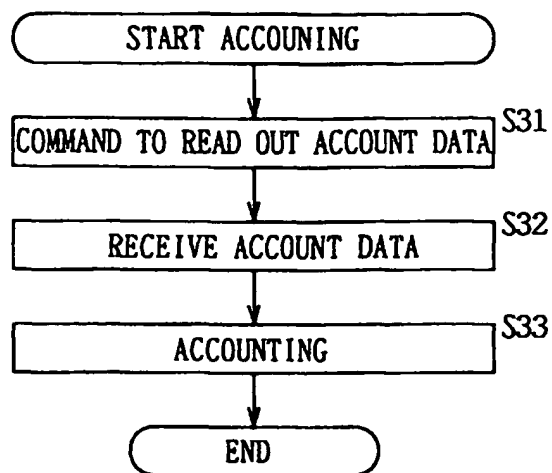 START ACCOUNING
S31
COMMAND TO READ OUT ACCOUNT DATA
S32
RECEIVE ACCOUNT DATA
S33
ACCOUNTING
END